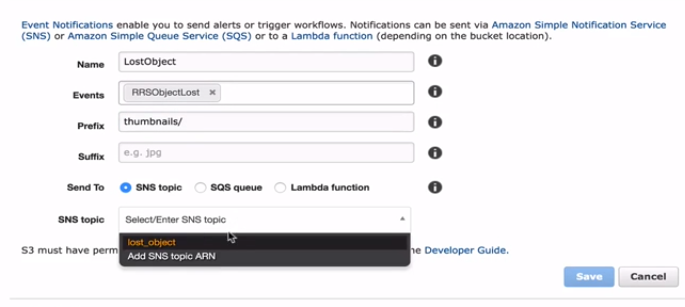 Event Notifications enable you to send alerts or trigger workflows. Notifications can be sent via Amazon Simple Notification Service
(SNS) or Amazon Simple Queue Service (SQS) or to a Lambda function (depending on the bucket location).
Name LostObject
Events RRSObjectLost ×
Prefix thumbnails/
Suffix e.g. jpg
Send To SNS topic SQS queue Lambda function
SNS topic Select/Enter SNS topic
lost_object
S3 must have perm he Developer Guide.
Add SNS topic ARN
Save Cancel